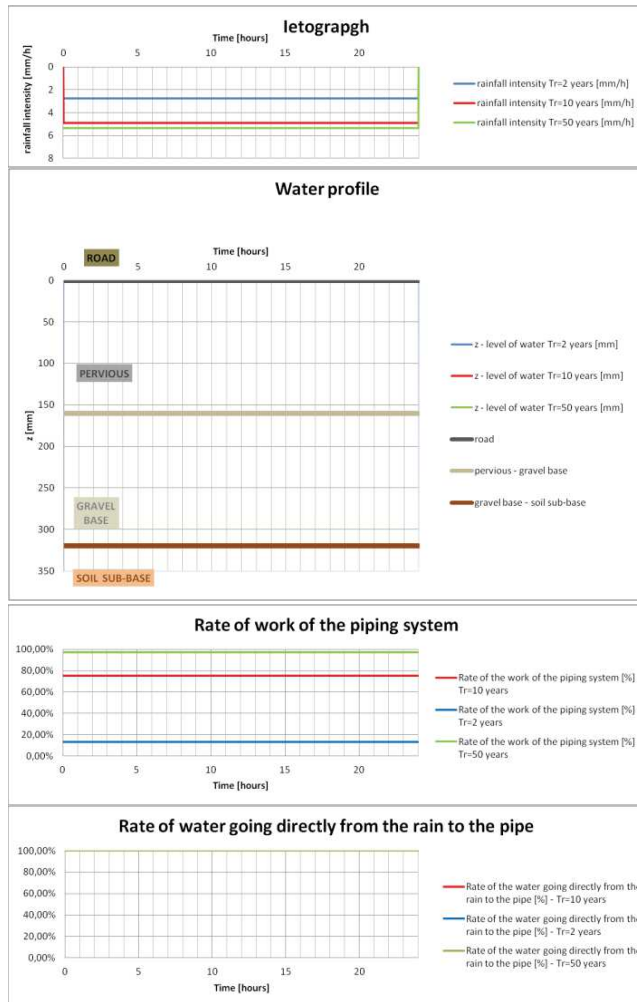 Ietograpgh
Time [hours]
0 5 10 15 20
rainfall intensity [mm/h]
0
2
4
6
8
rainfall intensity Tr=2 years [mm/h]
rainfall intensity Tr=10 years [mm/h]
rainfall intensity Tr=50 years [mm/h]
Water profile
ROAD
Time [hours]
0 5 10 15 20
z [mm]
0
50
100
150
200
250
300
350
PERVIOUS
GRAVEL
BASE
SOIL SUB-BASE
z - level of water Tr=2 years [mm]
z - level of water Tr=10 years [mm]
z - level of water Tr=50 years [mm]
road
pervious - gravel base
gravel base - soil sub-base
Rate of work of the piping system
100,00%
80,00%
60,00%
40,00%
20,00%
0,00%
0 5 10 15 20
Time [hours]
Rate of the work of the piping system [%]
Tr=10 years
Rate of the work of the piping system [%]
Tr=2 years
Rate of the work of the piping system [%]
Tr=50 years
Rate of water going directly from the rain to the pipe
100,00%
80,00%
60,00%
40,00%
20,00%
0,00%
0 5 10 15 20
Time [hours]
Rate of the water going directly from the
rain to the pipe [%] - Tr=10 years
Rate of the water going directly from the
rain to the pipe [%] - Tr=2 years
Rate of the water going directly from the
rain to the pipe [%] - Tr=50 years